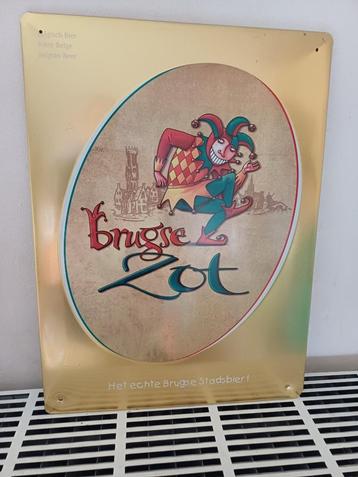 Belgisch Bier
Bière Belge
Belgian Beer
Brugse
Zot
Het echte Brugse Stadsbier!